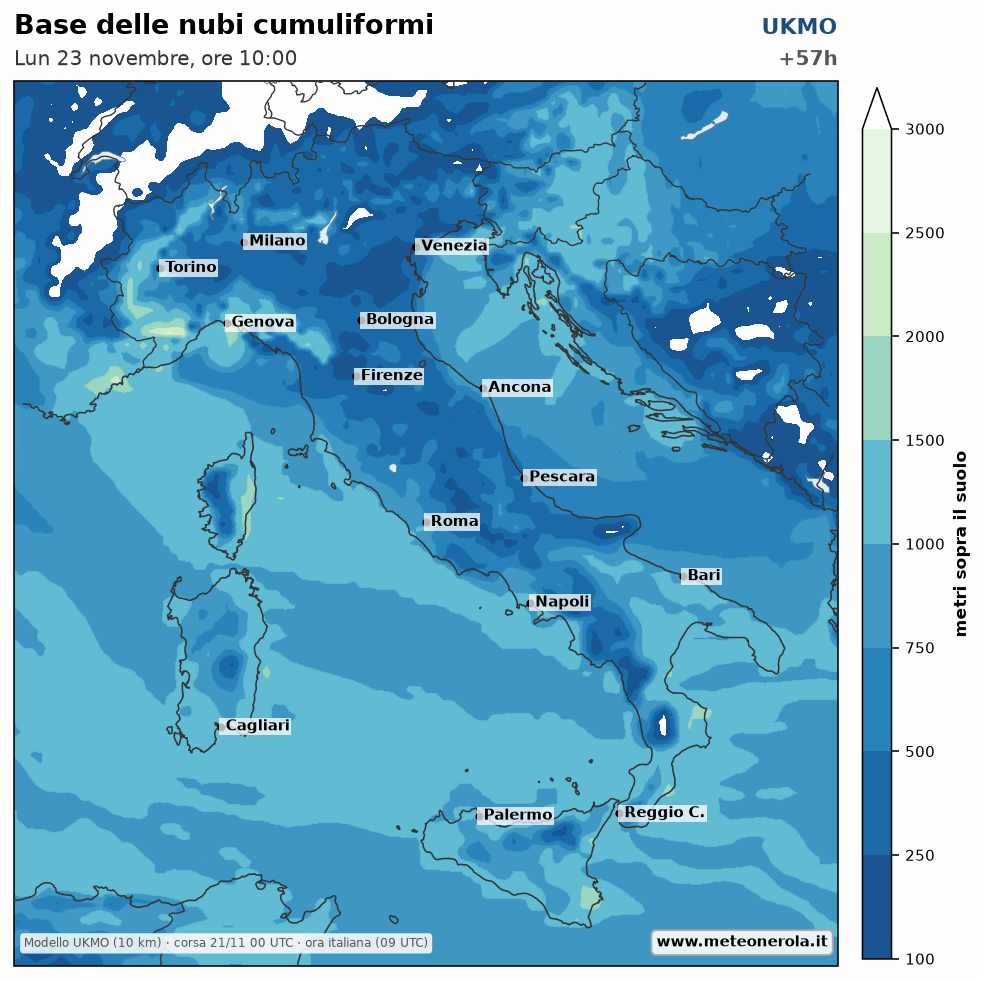 Base delle nubi cumuliformi
UKMO
Lun 23 novembre, ore 10:00
+57h
3000
2500
2000
1500
1000
750
500
250
100
metri sopra il suolo
Milano
Venezia
Torino
Genova
Bologna
Firenze
Ancona
Pescara
Roma
Bari
Napoli
Cagliari
Palermo
Reggio C.
Modello UKMO (10 km) · corsa 21/11 00 UTC · ora italiana (09 UTC)
www.meteonerola.it